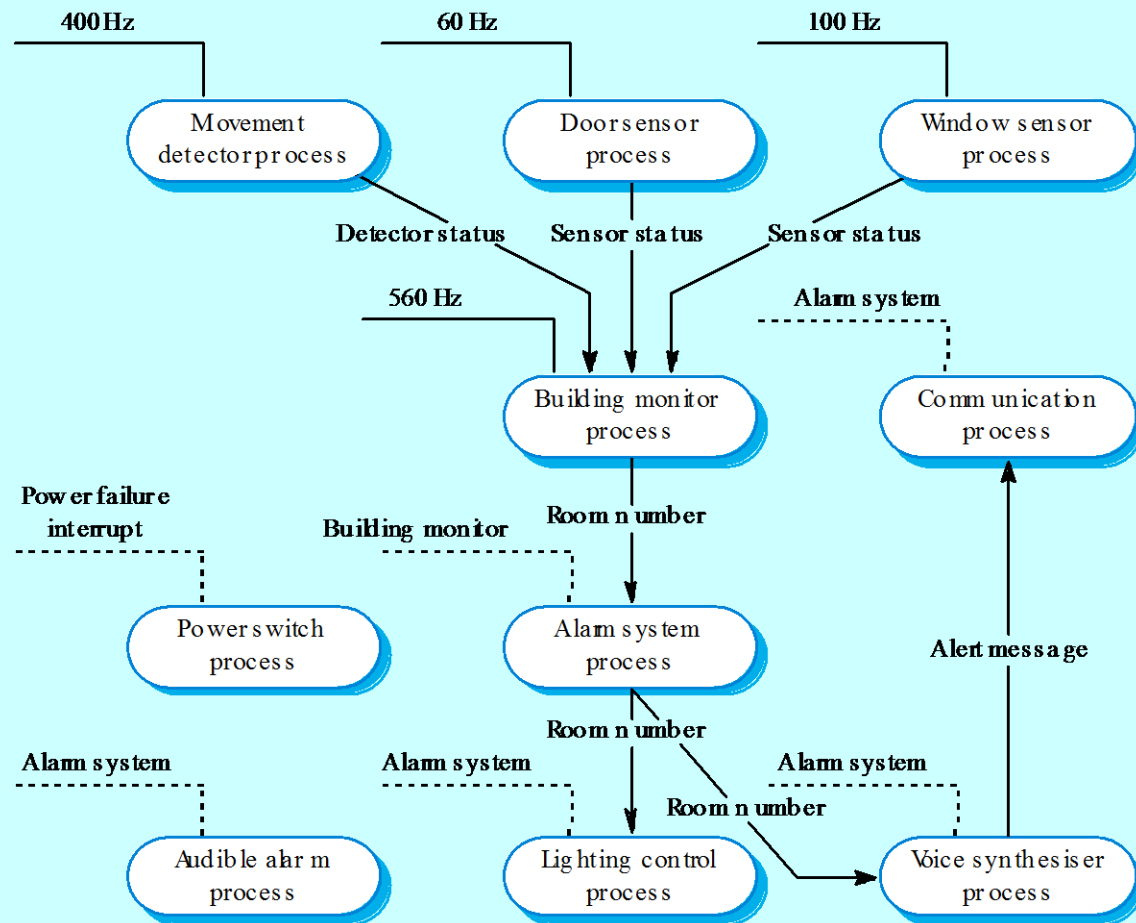 400 Hz
60 Hz
100 Hz
Movement
detector process
Door sensor
process
Window sensor
process
Detector status
Sensor status
Sensor status
560 Hz
Alarm system
Building monitor
process
Communication
process
Power failure
interrupt
Building monitor
Room number
Power switch
process
Alarm system
process
Alert message
Room number
Alarm system
Alarm system
Alarm system
Room number
Audible alarm
process
Lighting control
process
Voice synthesiser
process